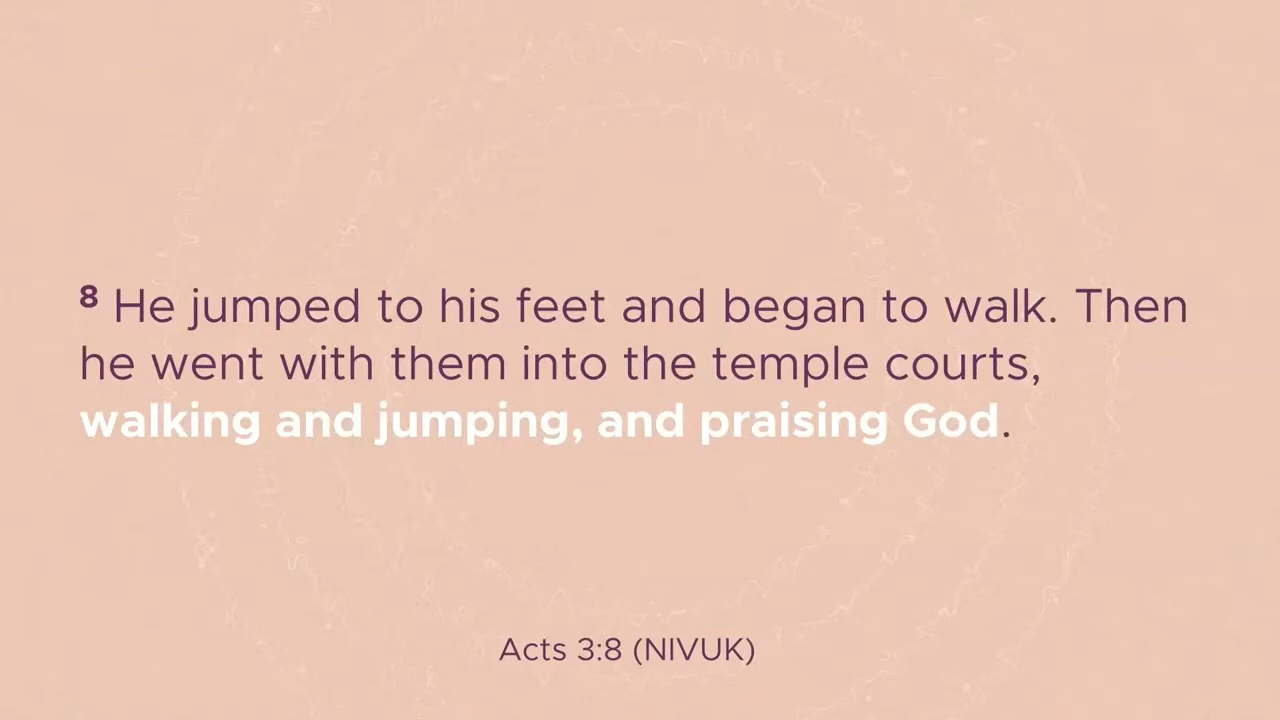 8 He jumped to his feet and began to walk. Then
he went with them into the temple courts,
walking and jumping, and praising God.
Acts 3:8 (NIVUK)